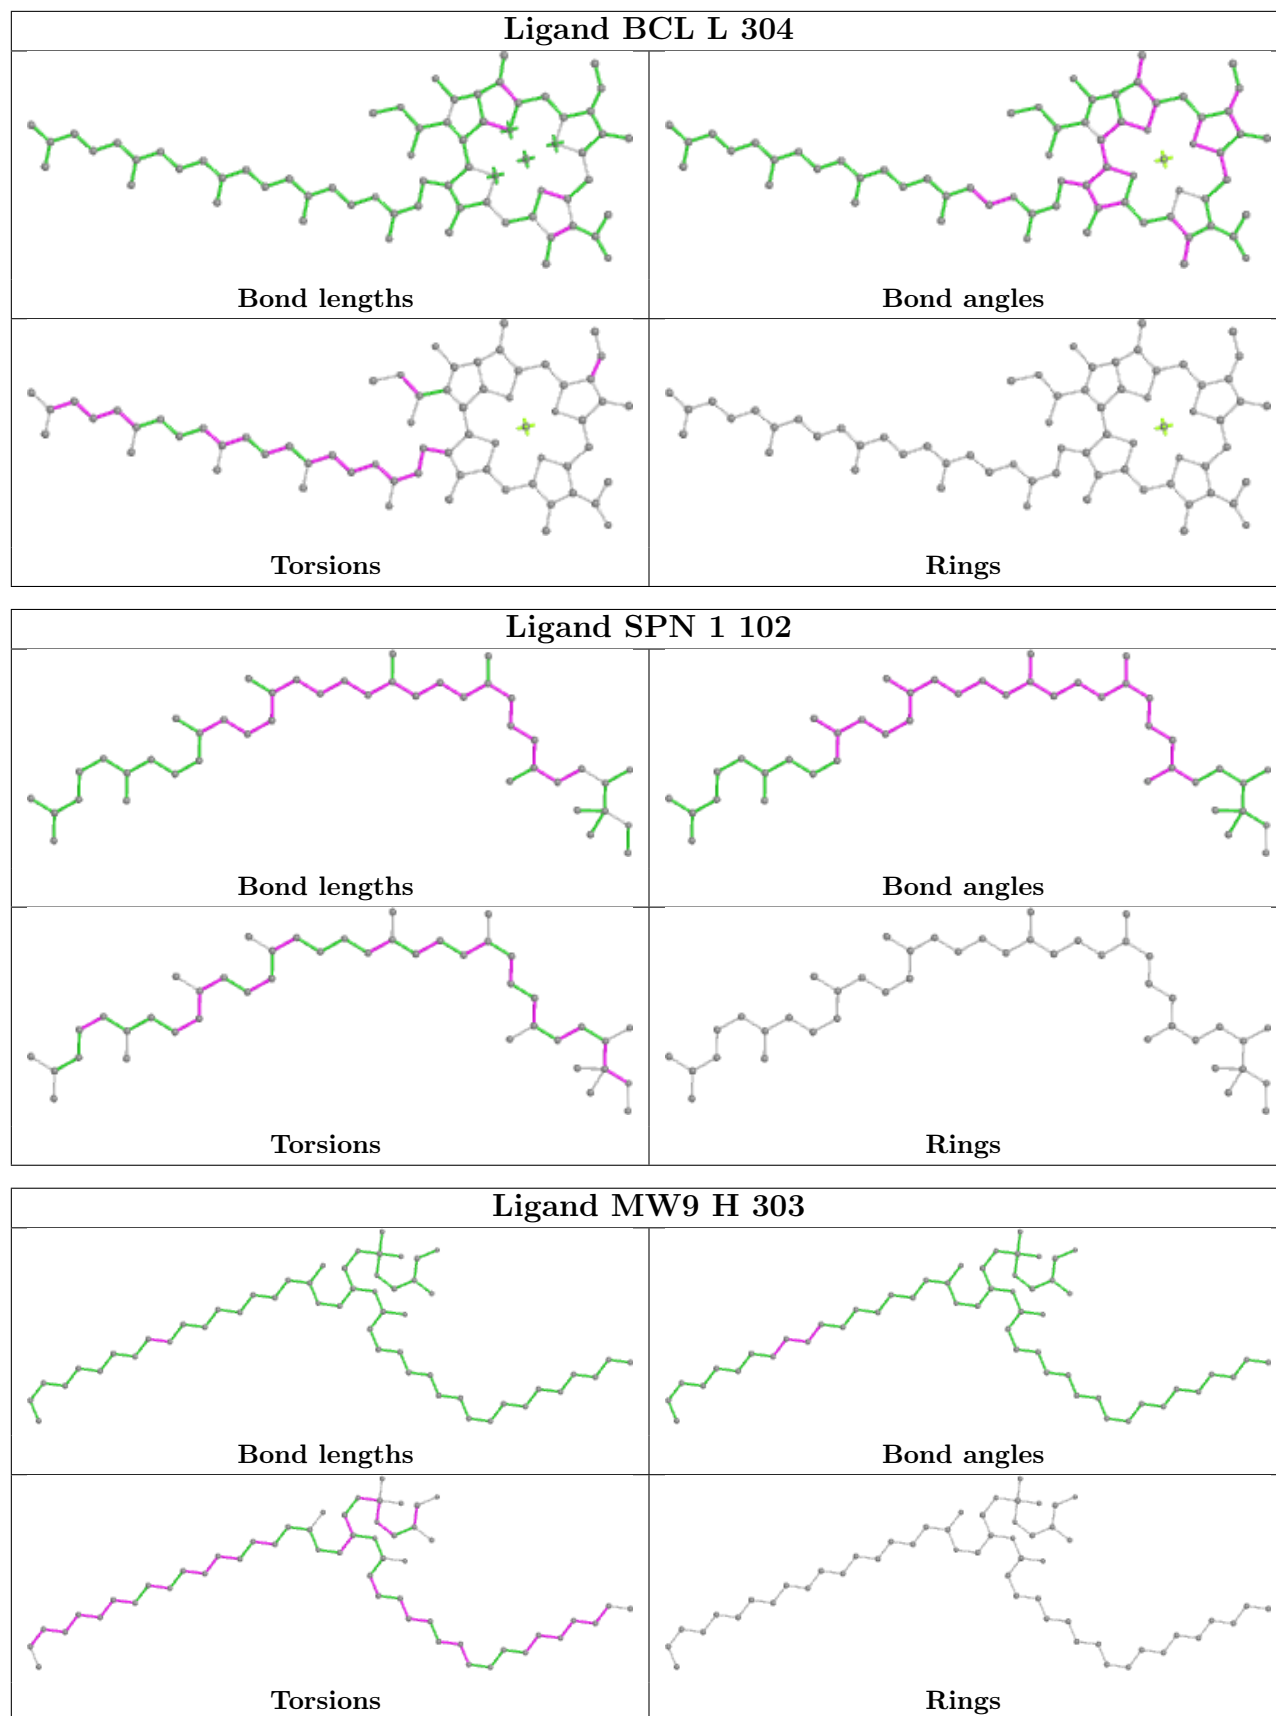 Ligand BCL L 304
Bond lengths
Bond angles
Torsions
Rings
Ligand SPN 1 102
Bond lengths
Bond angles
Torsions
Rings
Ligand MW9 H 303
Bond lengths
Bond angles
Torsions
Rings